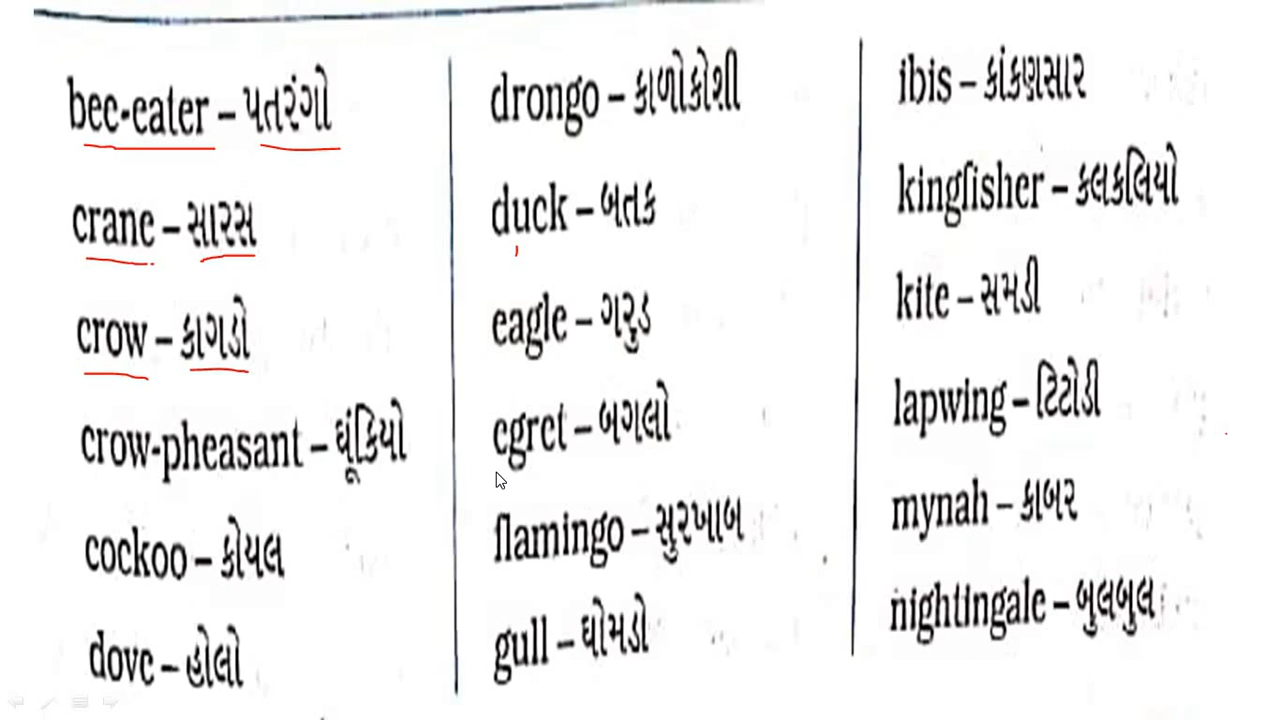 bee-eater – પતરંગો
crane – સારસ
crow – કાગડો
crow-pheasant – ઘૂંકિયો
cockoo – કોયલ
dove – હોલો
drongo – કાળોકોશી
duck – બતક
eagle – ગરુડ
egret – બગલો
flamingo – સુરખાબ
gull – ઘોમડો
ibis – કાંકણસાર
kingfisher – કલકલિયો
kite – સમડી
lapwing – ટિટોડી
mynah – કાબર
nightingale – બુલબુલ